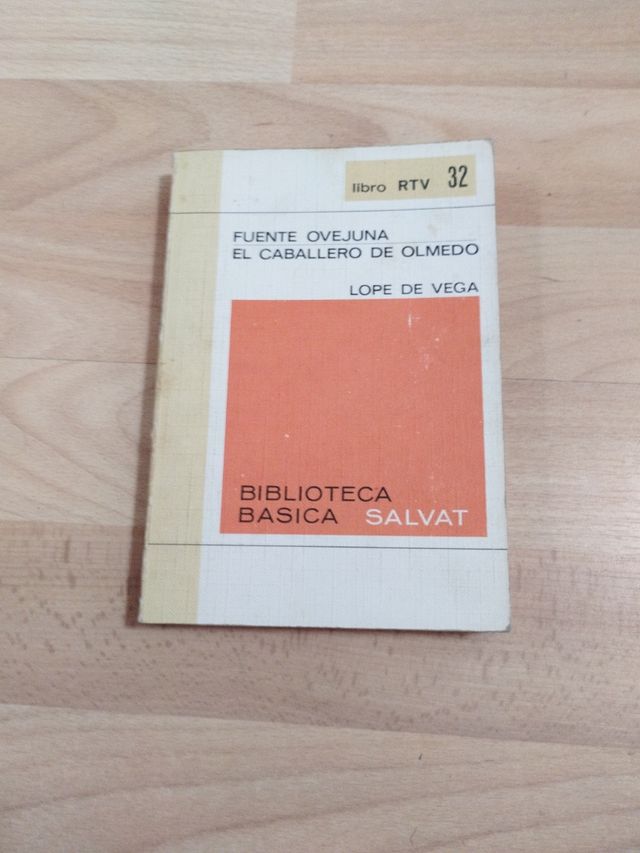 libro RTV 32
FUENTE OVEJUNA
EL CABALLERO DE OLMEDO
LOPE DE VEGA
BIBLIOTECA
BASICA SALVAT